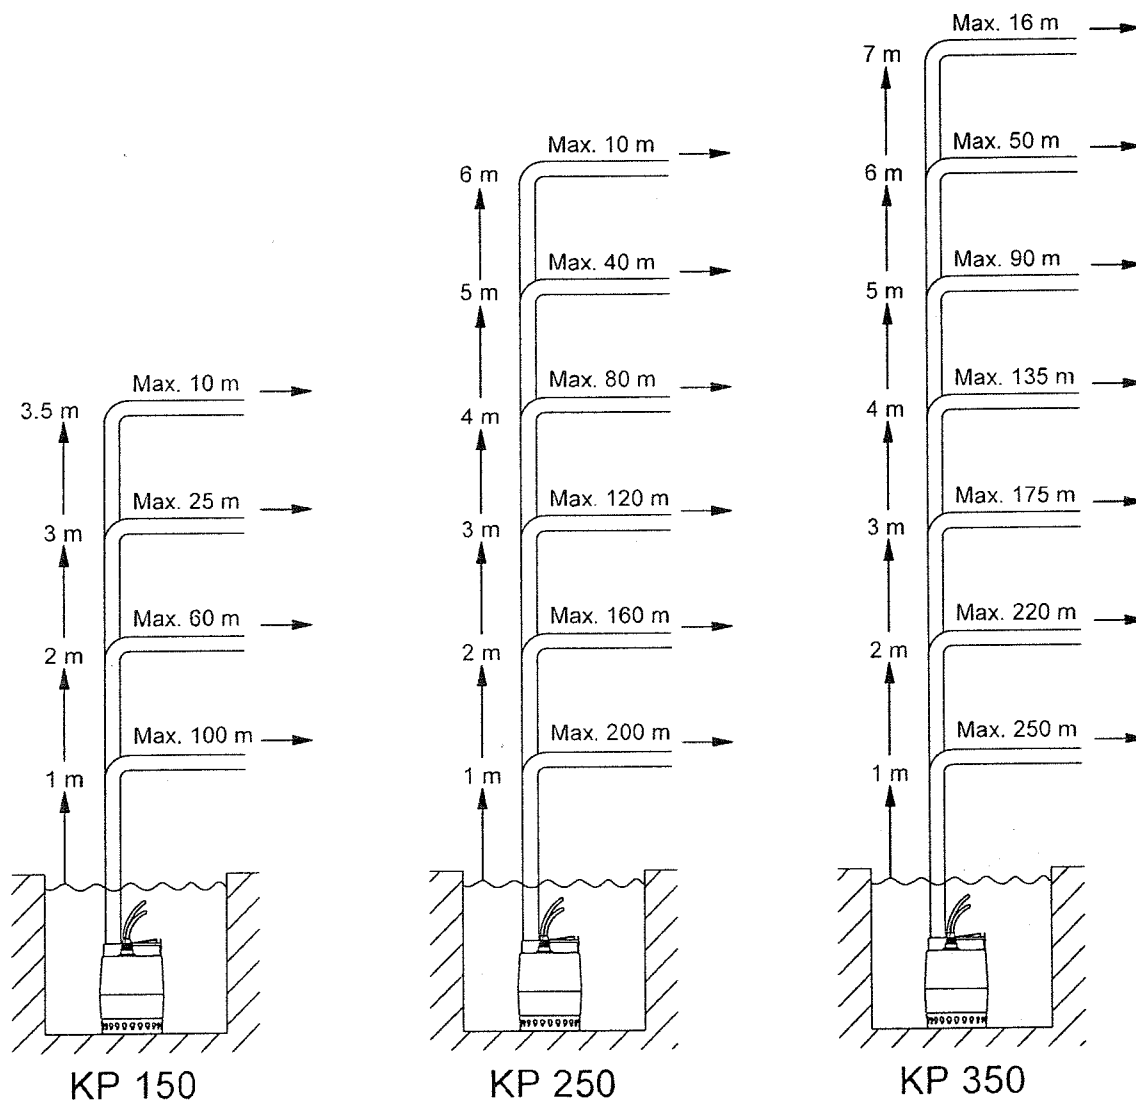 Max. 10 m
3.5 m
Max. 25 m
3 m
Max. 60 m
2 m
Max. 100 m
1 m
KP 150
Max. 10 m
6 m
Max. 40 m
5 m
Max. 80 m
4 m
Max. 120 m
3 m
Max. 160 m
2 m
Max. 200 m
1 m
KP 250
Max. 16 m
7 m
Max. 50 m
6 m
Max. 90 m
5 m
Max. 135 m
4 m
Max. 175 m
3 m
Max. 220 m
2 m
Max. 250 m
1 m
KP 350